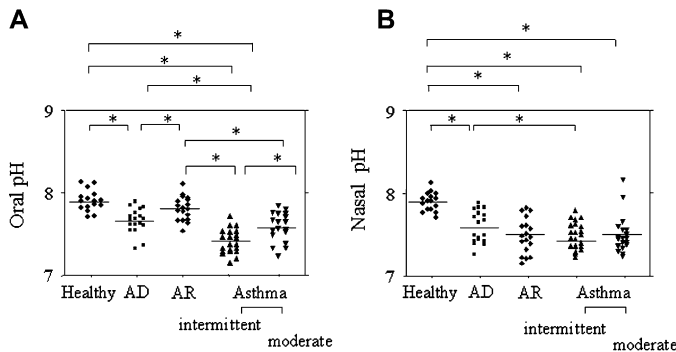 A
B
* * * * * * * *
* * * * *
Oral pH
9
8
7
Healthy AD AR Asthma
intermittent
moderate
Nasal pH
9
8
7
Healthy AD AR Asthma
intermittent
moderate